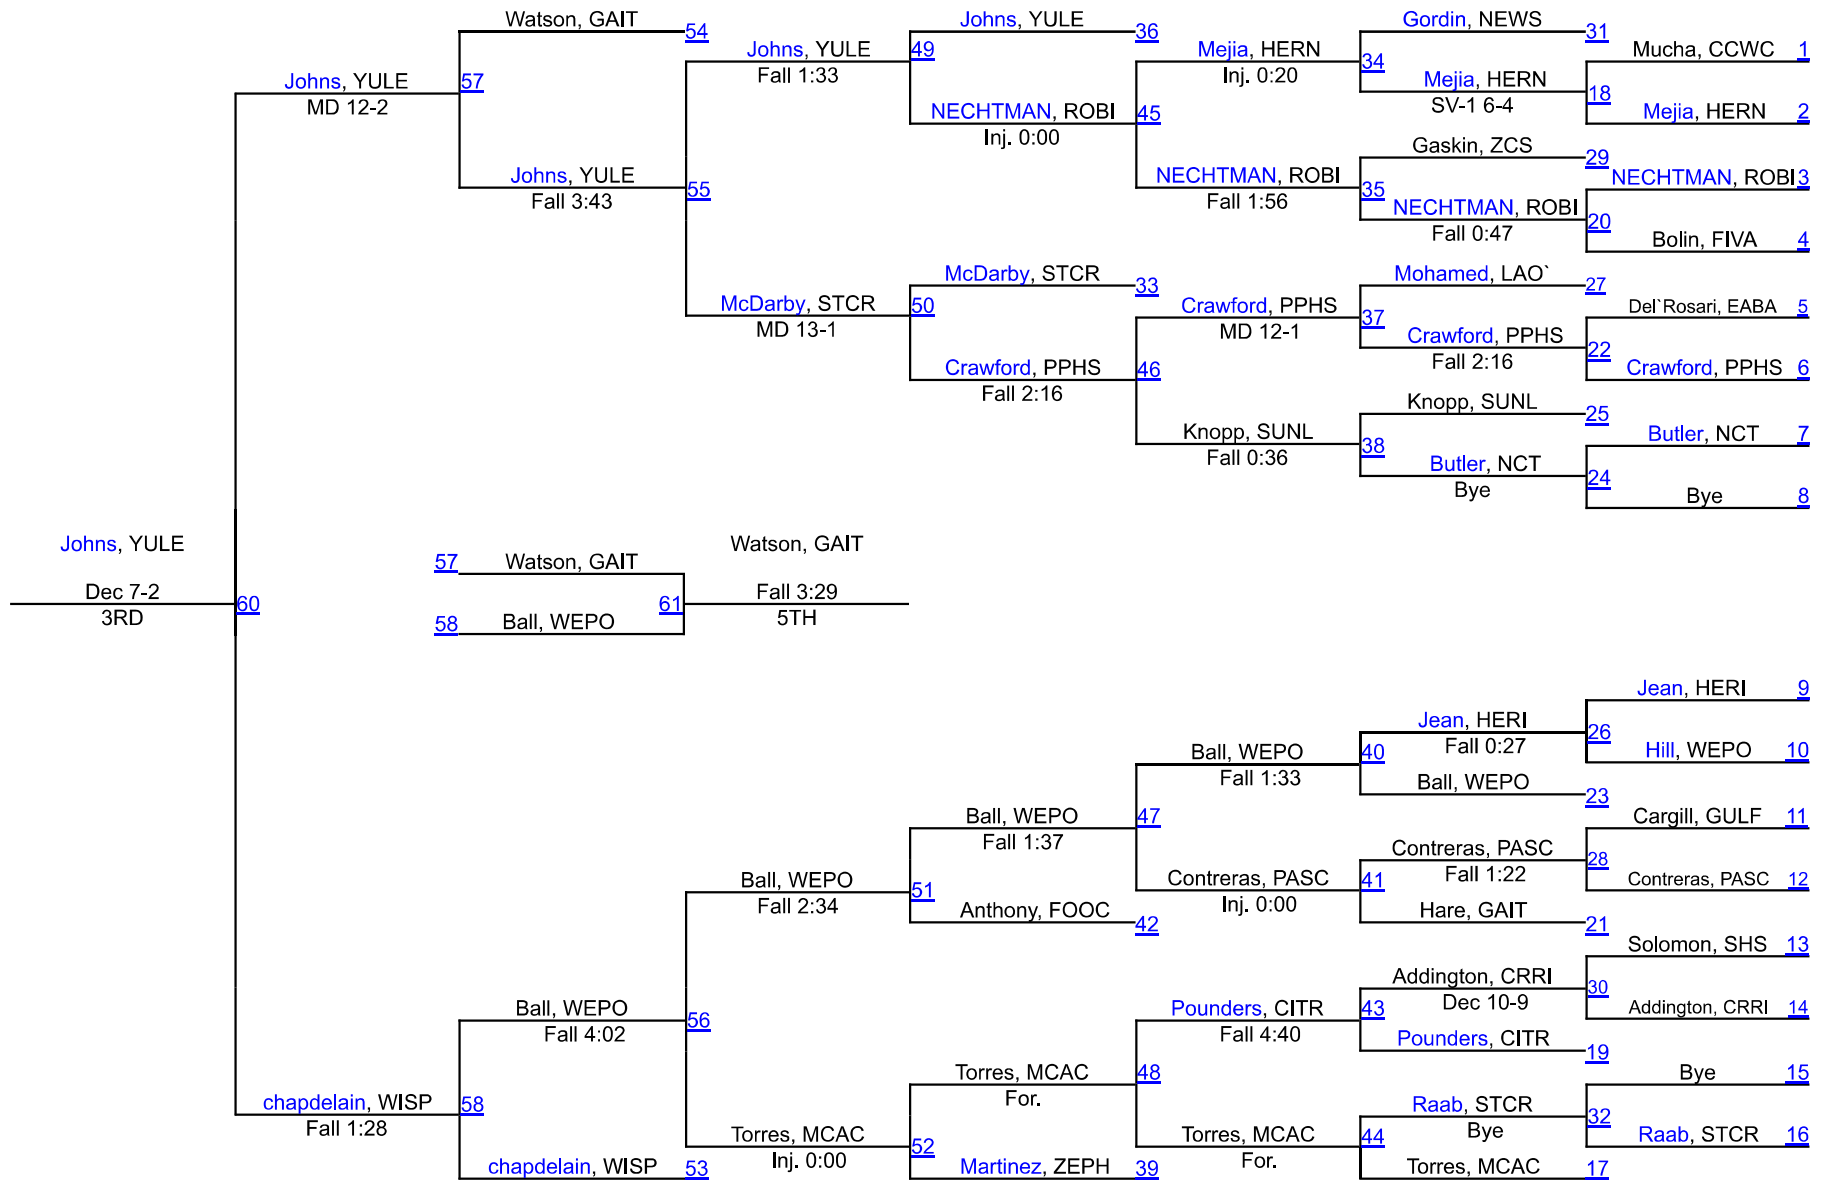 Watson, GAIT
54
Johns, YULE
36
Gordin, NEWS
31
Johns, YULE
Fall 1:33
49
Mejia, HERN
Inj. 0:20
34
Mucha, CCWC 1
Johns, YULE
MD 12-2
57
Mejia, HERN
SV-1 6-4
18
NECHTMAN, ROBI
Inj. 0:00
45
Mejia, HERN 2
Gaskin, ZCS
29
Johns, YULE
Fall 3:43
55
NECHTMAN, ROBI
Fall 1:56
35
NECHTMAN, ROBI 3
NECHTMAN, ROBI
Fall 0:47
20
Bolin, FIVA 4
McDarby, STCR
33
Mohamed, LAO`
27
McDarby, STCR
MD 13-1
50
Crawford, PPHS
MD 12-1
37
Del`Rosari, EABA 5
Crawford, PPHS
Fall 2:16
22
Crawford, PPHS
Fall 2:16
46
Crawford, PPHS 6
Knopp, SUNL
25
Knopp, SUNL
Fall 0:36
38
Butler, NCT 7
Butler, NCT
Bye
24
Bye 8
Johns, YULE
Dec 7-2
3RD
60
57 Watson, GAIT
58 Ball, WEPO
61
Watson, GAIT
Fall 3:29
5TH
Jean, HERI 9
Jean, HERI
Fall 0:27
26
Ball, WEPO
Fall 1:33
40
Hill, WEPO 10
Ball, WEPO
23
Ball, WEPO
Fall 1:37
47
Cargill, GULF 11
Contreras, PASC
Fall 1:22
28
Ball, WEPO
Fall 2:34
51
Contreras, PASC
Inj. 0:00
41
Contreras, PASC 12
Anthony, FOOC
42
Hare, GAIT
21
Solomon, SHS 13
Addington, CRRI
Dec 10-9
30
Ball, WEPO
Fall 4:02
56
Pounders, CITR
Fall 4:40
43
Addington, CRRI 14
Pounders, CITR
19
Torres, MCAC
For.
48
Bye 15
chapdelain, WISP
Fall 1:28
58
Raab, STCR
Bye
32
Torres, MCAC
Inj. 0:00
52
Torres, MCAC
For.
44
Raab, STCR 16
chapdelain, WISP
53
Martinez, ZEPH
39
Torres, MCAC
17